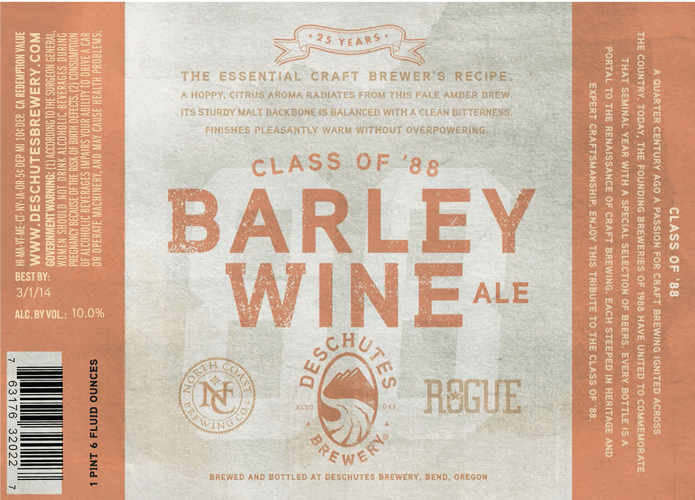 HI-MA-VT-ME-CT-NY-IA-OR-5¢ DEP MI 10¢ DEP. CA REDEMPTION VALUE
WWW.DESCHUTESBREWERY.COM
GOVERNMENT WARNING: (1) ACCORDING TO THE SURGEON GENERAL,
WOMEN SHOULD NOT DRINK ALCOHOLIC BEVERAGES DURING
PREGNANCY BECAUSE OF THE RISK OF BIRTH DEFECTS. (2) CONSUMPTION
OF ALCOHOLIC BEVERAGES IMPAIRS YOUR ABILITY TO DRIVE A CAR
OR OPERATE MACHINERY, AND MAY CAUSE HEALTH PROBLEMS.
BEST BY:
3/1/14
ALC. BY VOL.: 10.0%
7 63176 32022 7
1 PINT 6 FLUID OUNCES
• 25 YEARS •
THE ESSENTIAL CRAFT BREWER'S RECIPE.
A HOPPY, CITRUS AROMA RADIATES FROM THIS PALE AMBER BREW.
ITS STURDY MALT BACKBONE IS BALANCED WITH A CLEAN BITTERNESS.
FINISHES PLEASANTLY WARM WITHOUT OVERPOWERING.
88
CLASS OF '88
BARLEY
WINE ALE
NORTH COAST
NC
BREWING CO.
DESCHUTES
BEND ORE
BREWERY®
ROGUE
BREWED AND BOTTLED AT DESCHUTES BREWERY, BEND, OREGON
CLASS OF '88
A QUARTER CENTURY AGO A PASSION FOR CRAFT BREWING IGNITED ACROSS
THE COUNTRY. TODAY, THE FOUNDING BREWERIES OF 1988 HAVE UNITED TO COMMEMORATE
THAT SEMINAL YEAR WITH A SPECIAL SELECTION OF BEERS. EVERY BOTTLE IS A
PORTAL TO THE RENAISSANCE OF CRAFT BREWING. EACH STEEPED IN HERITAGE AND
EXPERT CRAFTSMANSHIP. ENJOY THIS TRIBUTE TO THE CLASS OF '88.